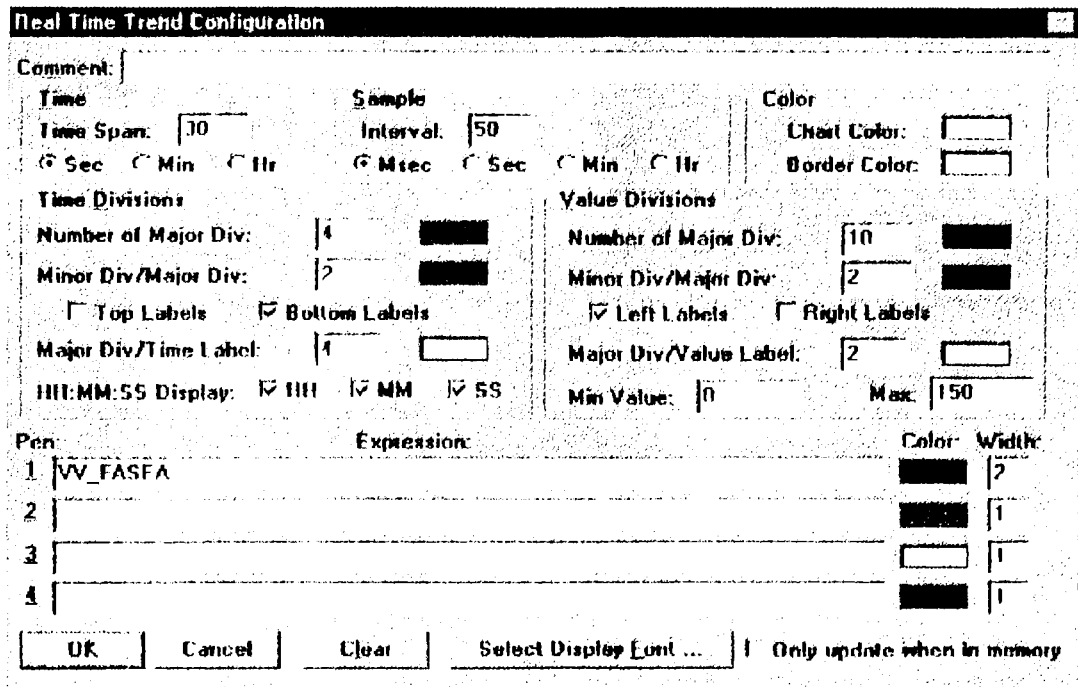 Real Time Trend Configuration
Comment:
Time Sample Color
Time Span: 30 Interval: 50 Chart Color:
Sec Min Hr Msec Sec Min Hr Border Color:
Time Divisions Value Divisions
Number of Major Div: 4 Number of Major Div: 10
Minor Div/Major Div: 2 Minor Div/Major Div: 2
Top Labels Bottom Labels Left Labels Right Labels
Major Div/Time Label: 4 Major Div/Value Label: 2
HH:MM:SS Display: HH MM SS Min Value: 0 Max: 150
Pen: Expression: Color: Width:
1 VV_FASEA 2
2 1
3 1
4 1
OK Cancel Clear Select Display Font ... Only update when in memory